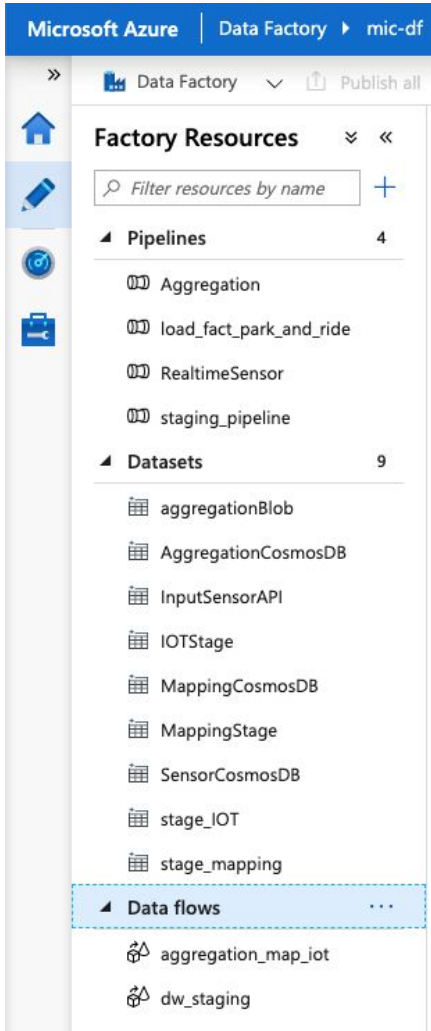 Microsoft Azure Data Factory mic-df
Data Factory Publish all
Factory Resources
Filter resources by name
Pipelines 4
Aggregation
load_fact_park_and_ride
RealtimeSensor
staging_pipeline
Datasets 9
aggregationBlob
AggregationCosmosDB
InputSensorAPI
IOTStage
MappingCosmosDB
MappingStage
SensorCosmosDB
stage_IOT
stage_mapping
Data flows
aggregation_map_iot
dw_staging